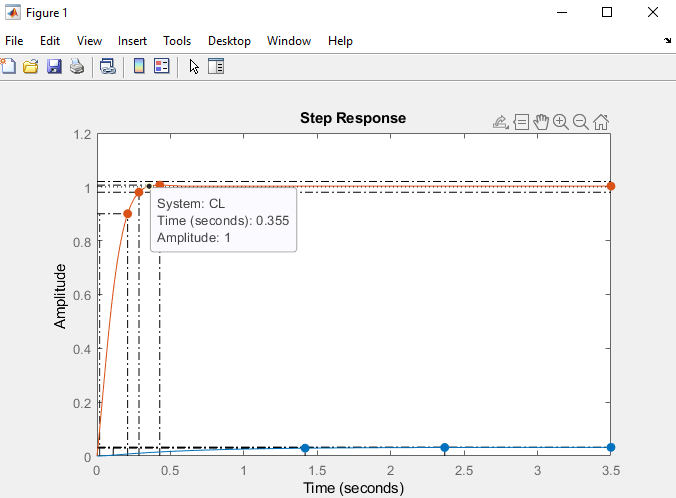 Figure 1
File Edit View Insert Tools Desktop Window Help
Step Response
1.2
1
0.8
0.6
0.4
0.2
0
Amplitude
System: CL
Time (seconds): 0.355
Amplitude: 1
0 0.5 1 1.5 2 2.5 3 3.5
Time (seconds)